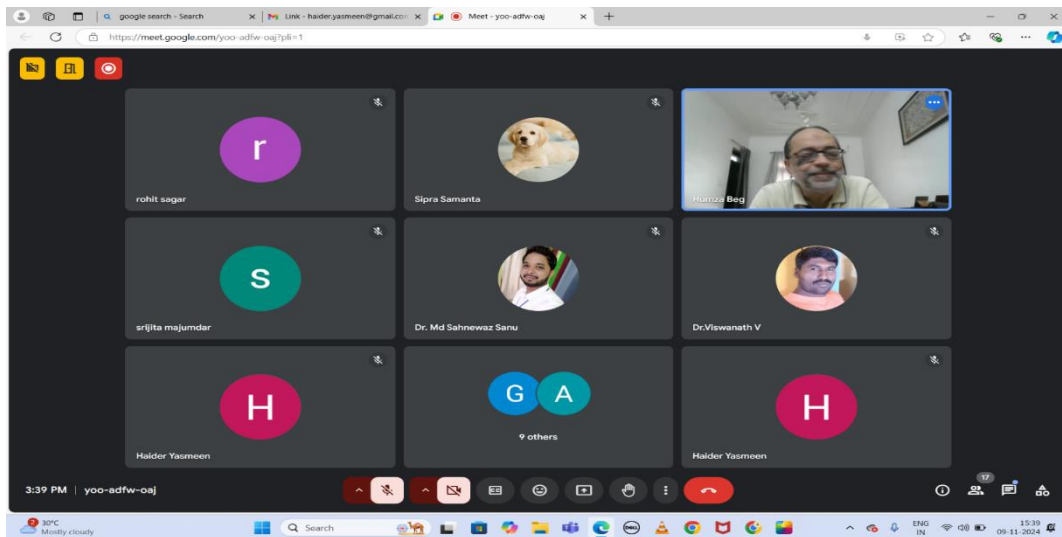 google search - Search
Link - haider.yasmeen@gmail.con
Meet - yoo-adfw-oaj
https://meet.google.com/yoo-adfw-oaj?pli=1
r
rohit sagar
Sipra Samanta
Humza Beg
s
srijita majumdar
Dr. Md Sahnewaz Sanu
Dr.Viswanath V
H
Haider Yasmeen
G A
9 others
H
Haider Yasmeen
3:39 PM | yoo-adfw-oaj
17
2
30°C
Mostly cloudy
Search
DELL
ENG
IN
15:39
09-11-2024